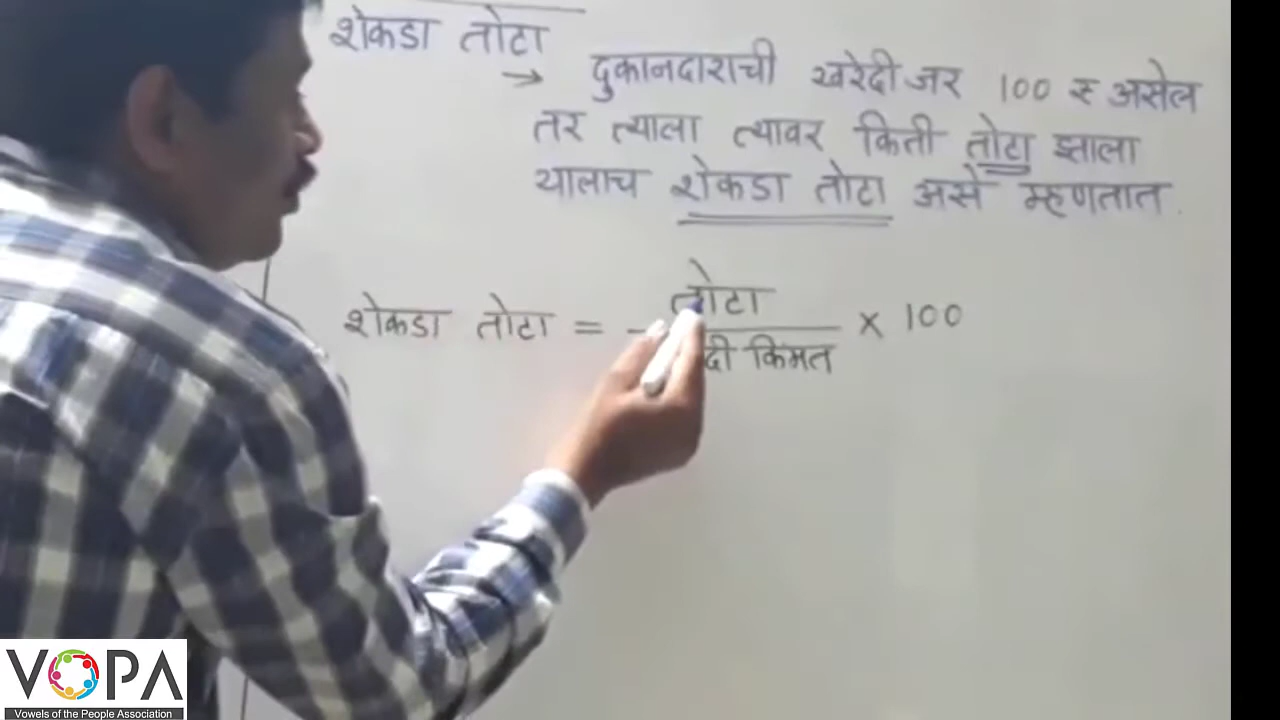 शेकडा तोटा
→ दुकानदाराची खरेदी जर 100 रु असेल
तर त्याला त्यावर किती तोटा झाला
यालाच शेकडा तोटा असे म्हणतात.
शेकडा तोटा = तोटा × 100
दी किंमत
VOPA
Vowels of the People Association